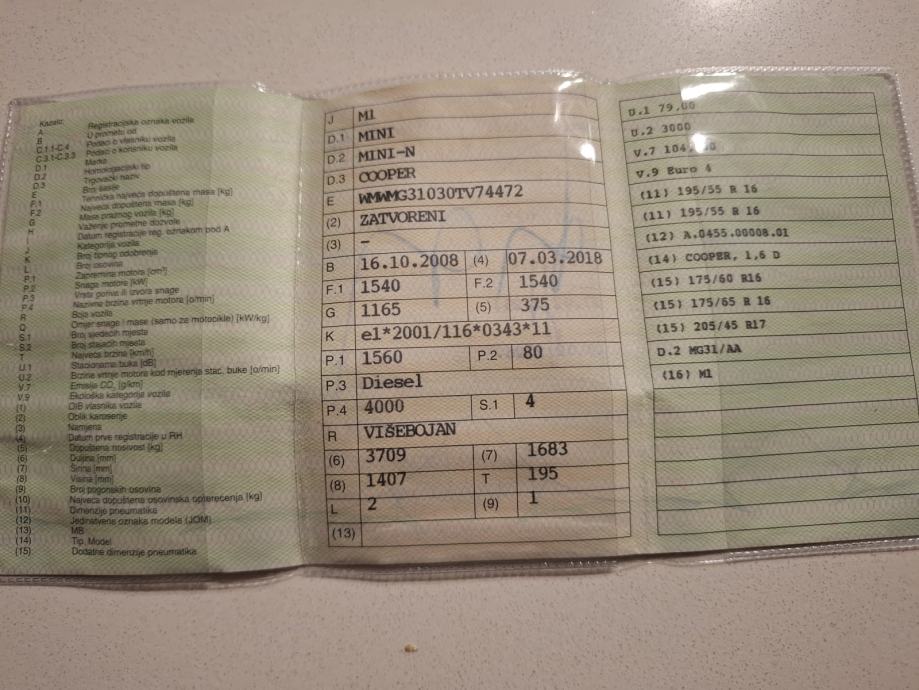 Kazalo:
A Registracijska oznaka vozila
B U prometu od
C.1.1-C.4 Podaci o vlasniku vozila
C.3.1-C.3.3 Podaci o korisniku vozila
D.1 Marka
D.2 Homologacijski tip
D.3 Trgovački naziv
E Broj šasije
F.1 Tehnička najveća dopuštena masa [kg]
F.2 Najveća dopuštena masa [kg]
G Masa praznog vozila [kg]
H Važenje prometne dozvole
I Datum registracije reg. oznakom pod A
J Kategorija vozila
K Broj tipnog odobrenja
L Broj osovina
P.1 Zapremina motora [cm³]
P.2 Snaga motora [kW]
P.3 Vrsta goriva ili izvora snage
P.4 Nazivna brzina vrtnje motora [o/min]
R Boja vozila
Q Omjer snage i mase (samo za motocikle) [kW/kg]
S.1 Broj sjedećih mjesta
S.2 Broj stajaćih mjesta
T Najveća brzina [km/h]
U.1 Stacionarna buka [dB]
U.2 Brzina vrtnje motora kod mjerenja stac. buke [o/min]
V.7 Emisija CO₂ [g/km]
V.9 Ekološka kategorija vozila
(1) OIB vlasnika vozila
(2) Oblik karoserije
(3) Namjena
(4) Datum prve registracije u RH
(5) Dopuštena nosivost [kg]
(6) Duljina [mm]
(7) Širina [mm]
(8) Visina [mm]
(9) Broj pogonskih osovina
(10) Najveća dopuštena osovinska opterećenja [kg]
(11) Dimenzije pneumatika
(12) Jedinstvena oznaka modela (JOM)
(13) MB
(14) Tip, Model
(15) Dodatne dimenzije pneumatika
J M1
D.1 MINI
D.2 MINI-N
D.3 COOPER
E WMWMG31030TV74472
(2) ZATVORENI
(3) -
B 16.10.2008 (4) 07.03.2018
F.1 1540 F.2 1540
G 1165 (5) 375
K e1*2001/116*0343*11
P.1 1560 P.2 80
P.3 Diesel
P.4 4000 S.1 4
R VIŠEBOJAN
(6) 3709 (7) 1683
(8) 1407 T 195
L 2 (9) 1
(13)
U.1 79,00
U.2 3000
V.7
V.9 Euro 4
(11) 195/55 R 16
(11) 195/55 R 16
(12) A.0455.00008.01
(14) COOPER, 1,6 D
(15) 175/60 R16
(15) 175/65 R 16
(15) 205/45 R17
D.2 MG31/AA
(16) M1